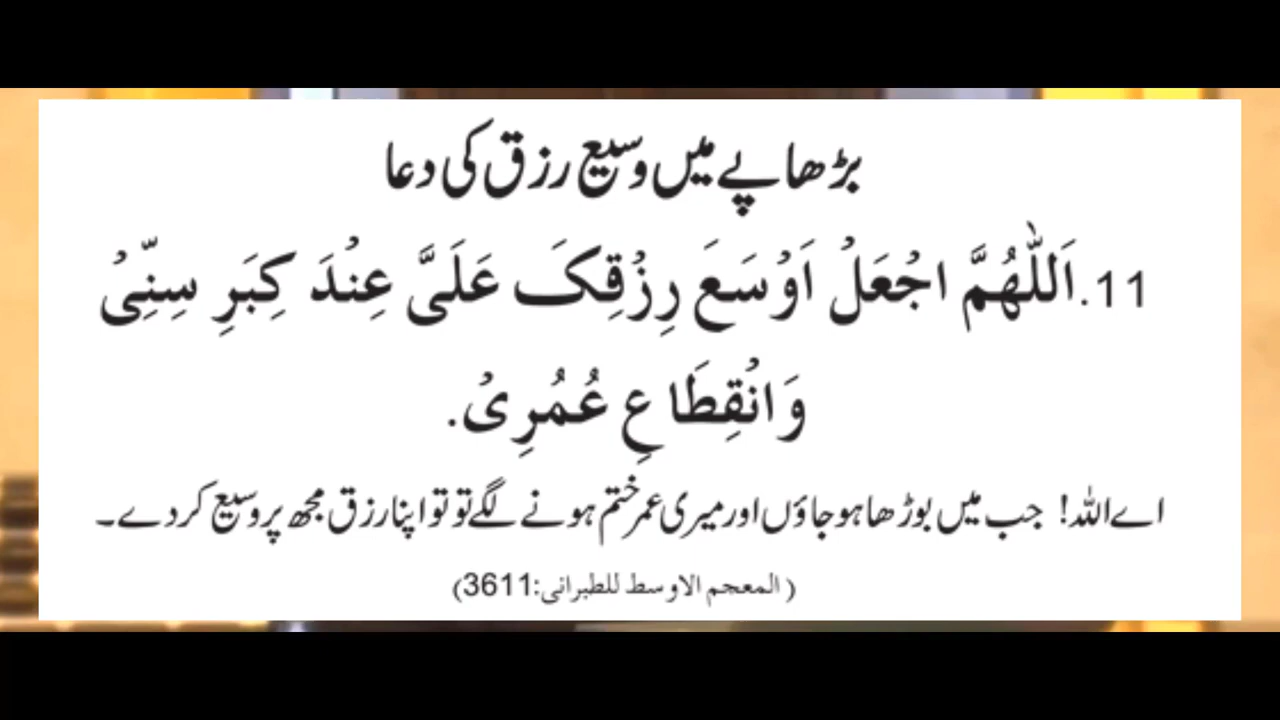 بڑھاپے میں وسیع رزق کی دعا
11.اَللّٰهُمَّ اجْعَلْ اَوْسَعَ رِزْقِکَ عَلَیَّ عِنْدَ کِبَرِ سِنِّیْ
وَانْقِطَاعِ عُمُرِیْ.
اے اللہ! جب میں بوڑھا ہو جاؤں اور میری عمر ختم ہونے لگے تو تو اپنا رزق مجھ پر وسیع کر دے۔
(المعجم الاوسط للطبرانی:3611)